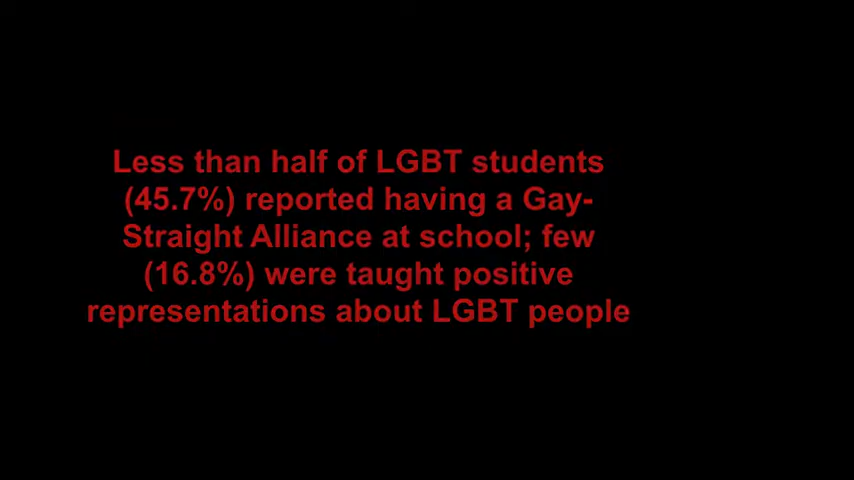 Less than half of LGBT students
(45.7%) reported having a Gay-
Straight Alliance at school; few
(16.8%) were taught positive
representations about LGBT people